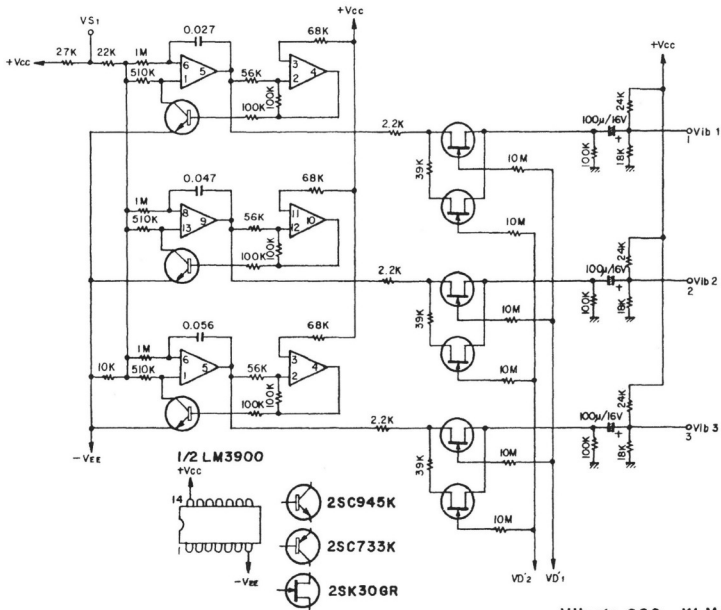 +Vcc
VS1
27K
22K
1M
510K
0.027
6
1
5
56K
100K
100K
68K
3
2
4
+Vcc
2.2K
39K
10M
10M
100µ/16V
+
100K
24K
18K
+Vcc
Vib 1
1
1M
510K
0.047
8
13
9
56K
100K
100K
68K
11
12
10
2.2K
39K
10M
10M
100µ/16V
+
100K
24K
18K
Vib 2
2
10K
1M
510K
0.056
6
1
5
56K
100K
100K
68K
3
2
4
2.2K
39K
10M
10M
100µ/16V
+
100K
24K
18K
Vib 3
3
-VEE
1/2 LM3900
+Vcc
14
1
-VEE
2SC945K
2SC733K
2SK30GR
VD'2
VD'1